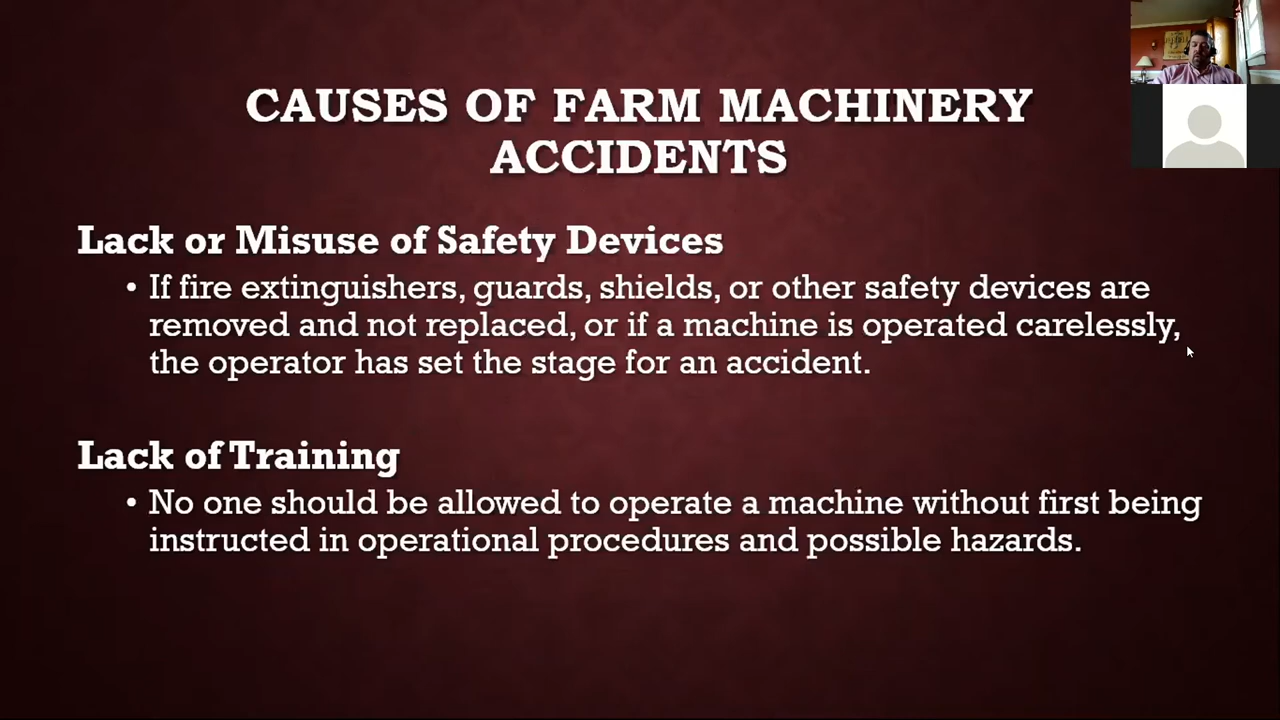 CAUSES OF FARM MACHINERY
ACCIDENTS
Lack or Misuse of Safety Devices
• If fire extinguishers, guards, shields, or other safety devices are
removed and not replaced, or if a machine is operated carelessly,
the operator has set the stage for an accident.
Lack of Training
• No one should be allowed to operate a machine without first being
instructed in operational procedures and possible hazards.